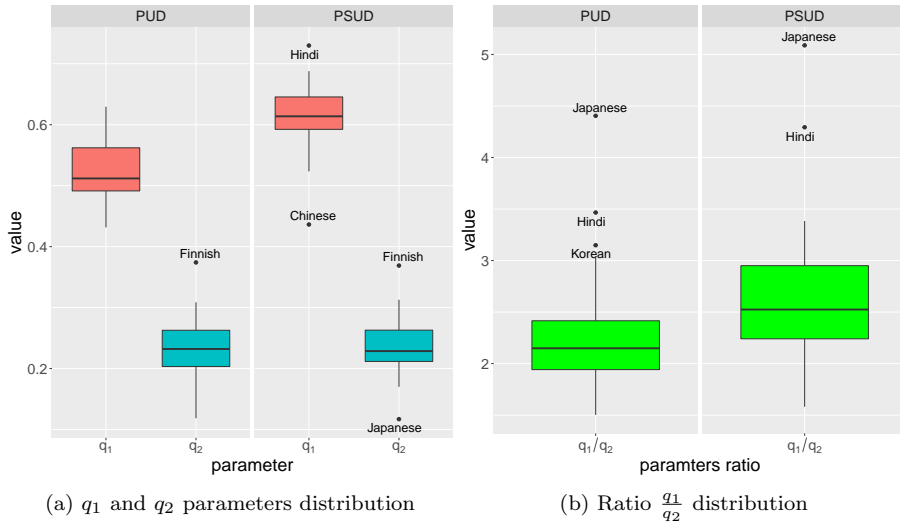 PUD PSUD
Hindi
0.6
Chinese
0.4
Finnish Finnish
0.2
Japanese
value
q₁ q₂ q₁ q₂
parameter
(a) q₁ and q₂ parameters distribution
PUD PSUD
5
Japanese
Japanese
Hindi
4
Hindi
Korean
3
2
value
q₁/q₂ q₁/q₂
paramters ratio
(b) Ratio q₁/q₂ distribution